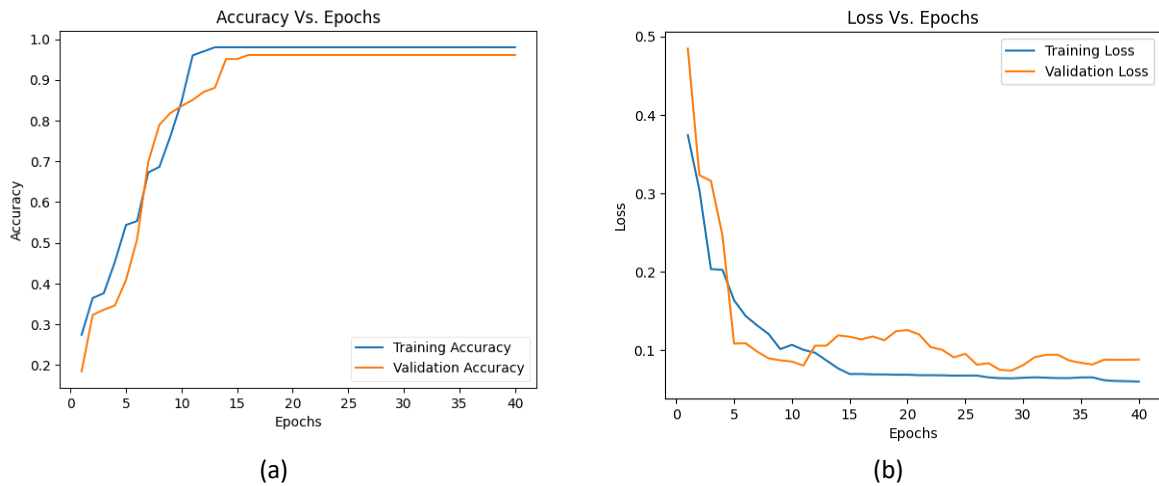 Accuracy Vs. Epochs
1.0
0.9
0.8
0.7
0.6
0.5
0.4
0.3
0.2
Accuracy
0 5 10 15 20 25 30 35 40
Epochs
Training Accuracy
Validation Accuracy
(a)
Loss Vs. Epochs
0.5
0.4
0.3
0.2
0.1
Loss
0 5 10 15 20 25 30 35 40
Epochs
Training Loss
Validation Loss
(b)